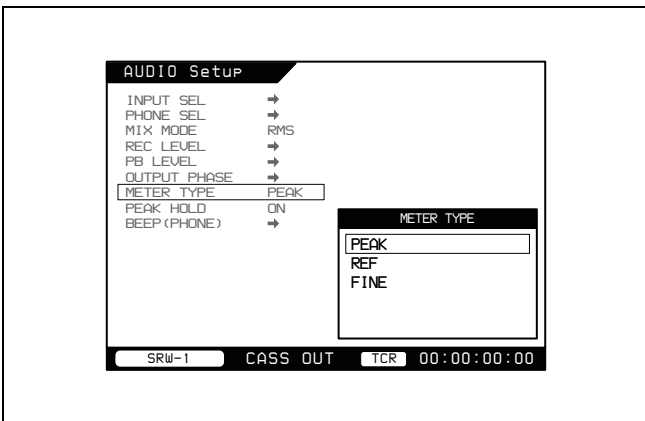 AUDIO Setup
INPUT SEL ➡
PHONE SEL ➡
MIX MODE RMS
REC LEVEL ➡
PB LEVEL ➡
OUTPUT PHASE ➡
METER TYPE PEAK
PEAK HOLD ON
BEEP(PHONE) ➡
METER TYPE
PEAK
REF
FINE
SRW-1 CASS OUT TCR 00:00:00:00